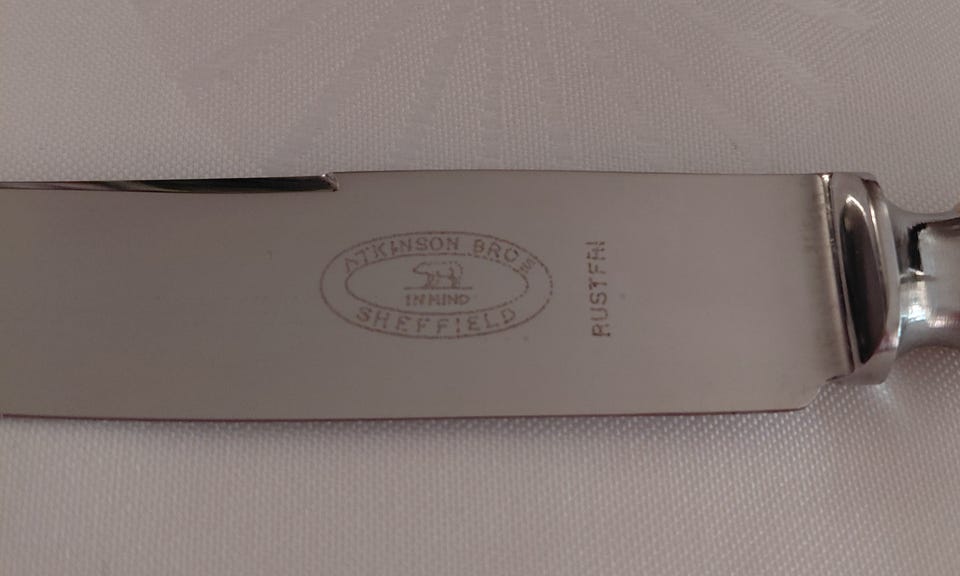 ATKINSON BROS
IN MIND
SHEFFIELD
RUSTFRI